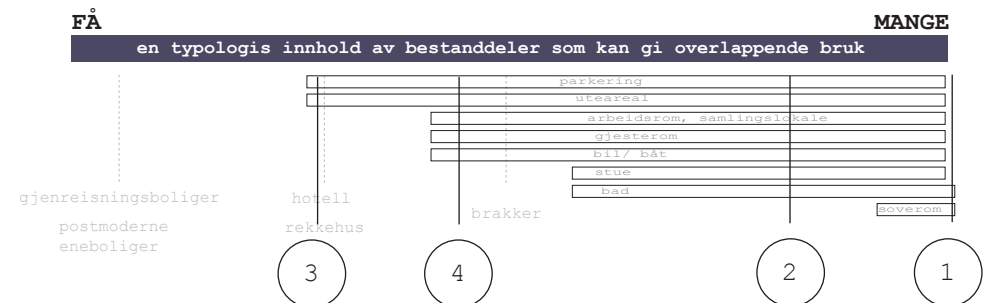 FÅ MANGE
en typologis innhold av bestanddeler som kan gi overlappende bruk
parkering
uteareal
arbeidsrom, samlingslokale
gjesterom
bil/ båt
stue
bad
soverom
gjenreisningsboliger
postmoderne
eneboliger
hotell
rekkehus
brakker
3 4 2 1